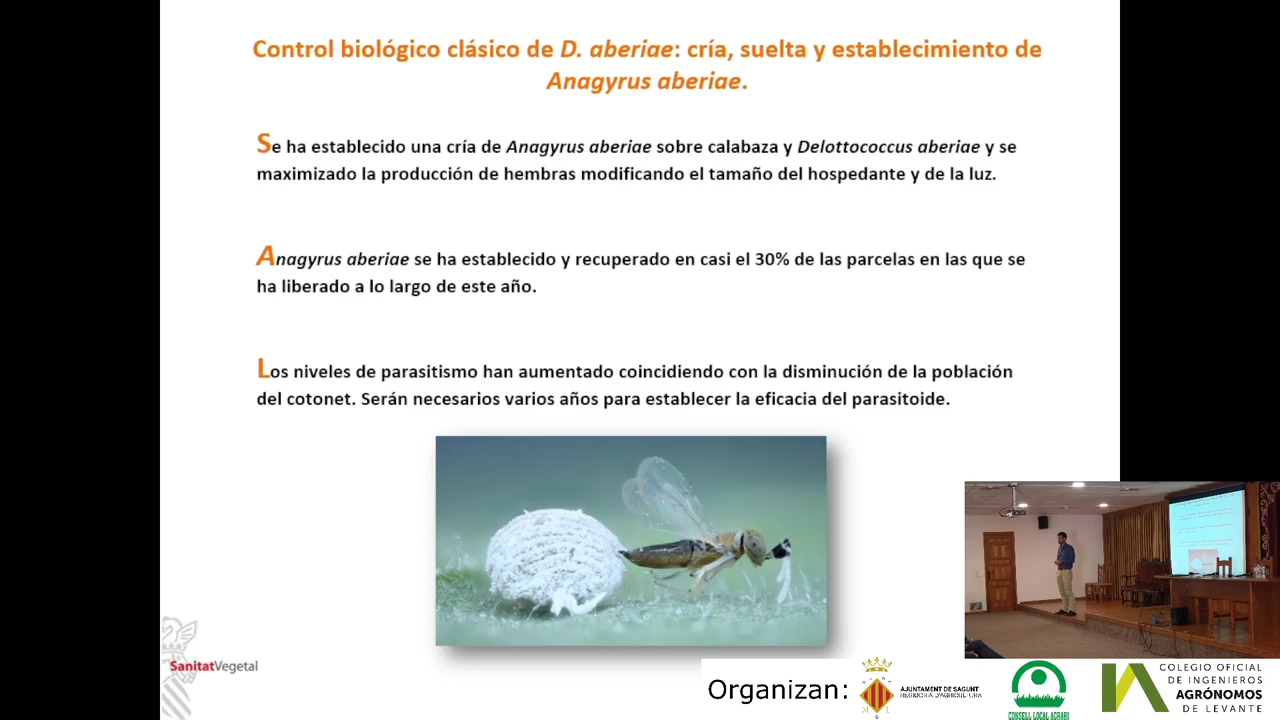 Control biológico clásico de D. aberiae: cría, suelta y establecimiento de
Anagyrus aberiae.
Se ha establecido una cría de Anagyrus aberiae sobre calabaza y Delottococcus aberiae y se
maximizado la producción de hembras modificando el tamaño del hospedante y de la luz.
Anagyrus aberiae se ha establecido y recuperado en casi el 30% de las parcelas en las que se
ha liberado a lo largo de este año.
Los niveles de parasitismo han aumentado coincidiendo con la disminución de la población
del cotonet. Serán necesarios varios años para establecer la eficacia del parasitoide.
SanitatVegetal
Organizan:
AJUNTAMENT DE SAGUNT
REGIDORIA D'AGRICULTURA
CONSELL LOCAL AGRARI
COLEGIO OFICIAL
DE INGENIEROS
AGRÓNOMOS
DE LEVANTE